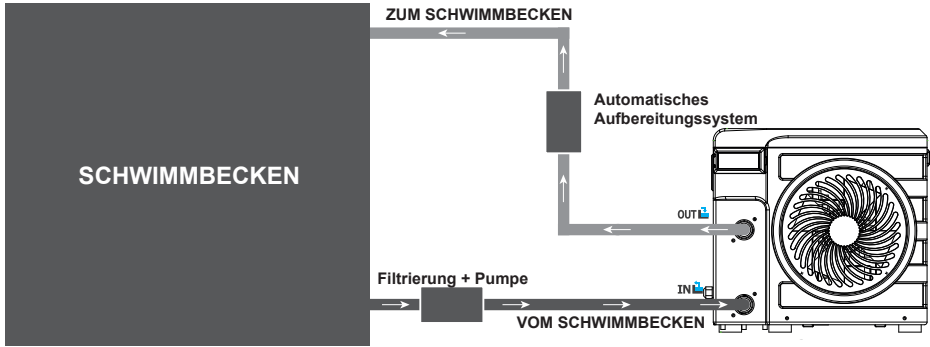 ZUM SCHWIMMBECKEN
Automatisches
Aufbereitungssystem
SCHWIMMBECKEN
OUT
Filtrierung + Pumpe
IN
VOM SCHWIMMBECKEN